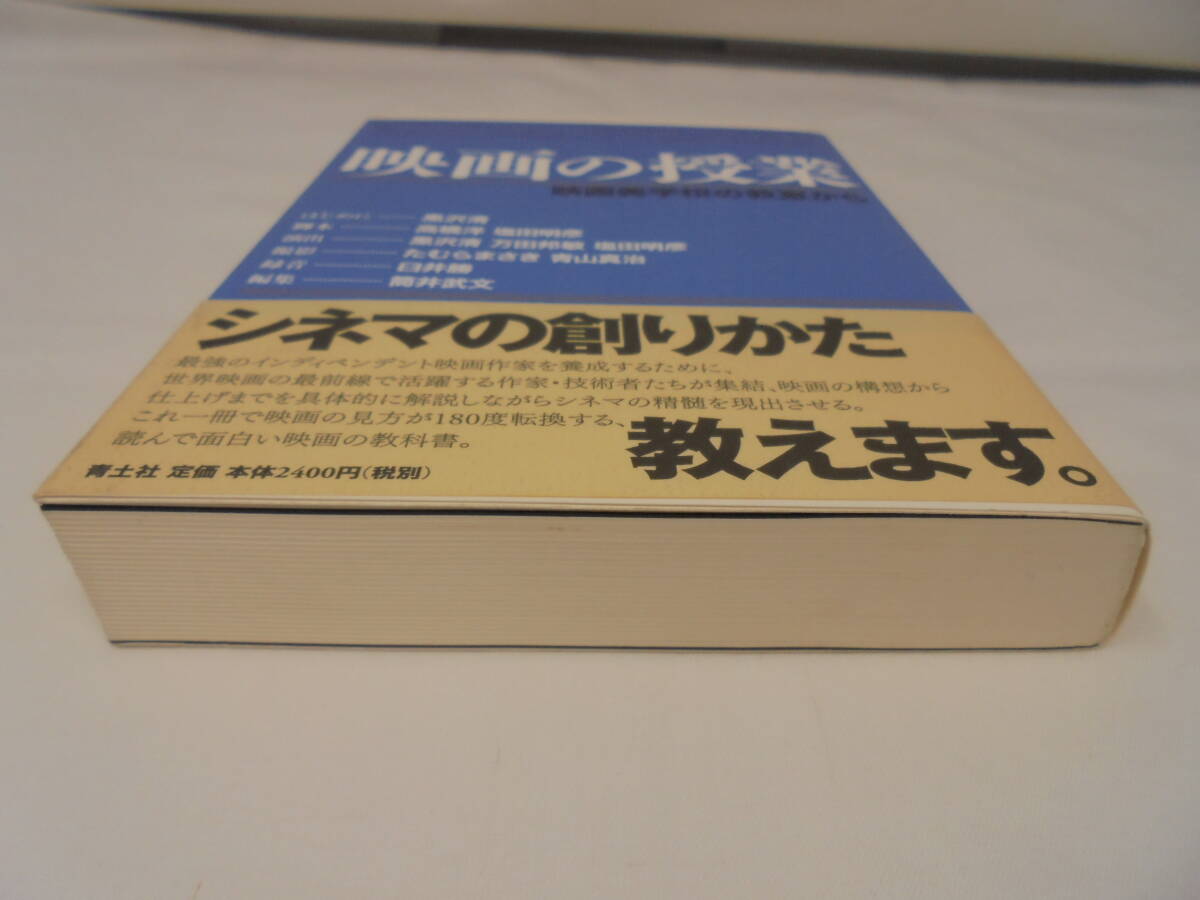 映画の授業
映画美学校の教室から
はじめに―― 黒沢清
脚本―――― 高橋洋 塩田明彦
演出―――― 黒沢清 万田邦敏 塩田明彦
撮影―――― たむらまさき 青山真治
録音―――― 臼井勝
編集―――― 筒井武文
シネマの創りかた
最強のインディペンデント映画作家を養成するために、
世界映画の最前線で活躍する作家・技術者たちが集結、映画の構想から
仕上げまでを具体的に解説しながらシネマの精髄を現出させる。
これ一冊で映画の見方が180度転換する、
読んで面白い映画の教科書。
教えます。
青土社 定価 本体2400円(税別)